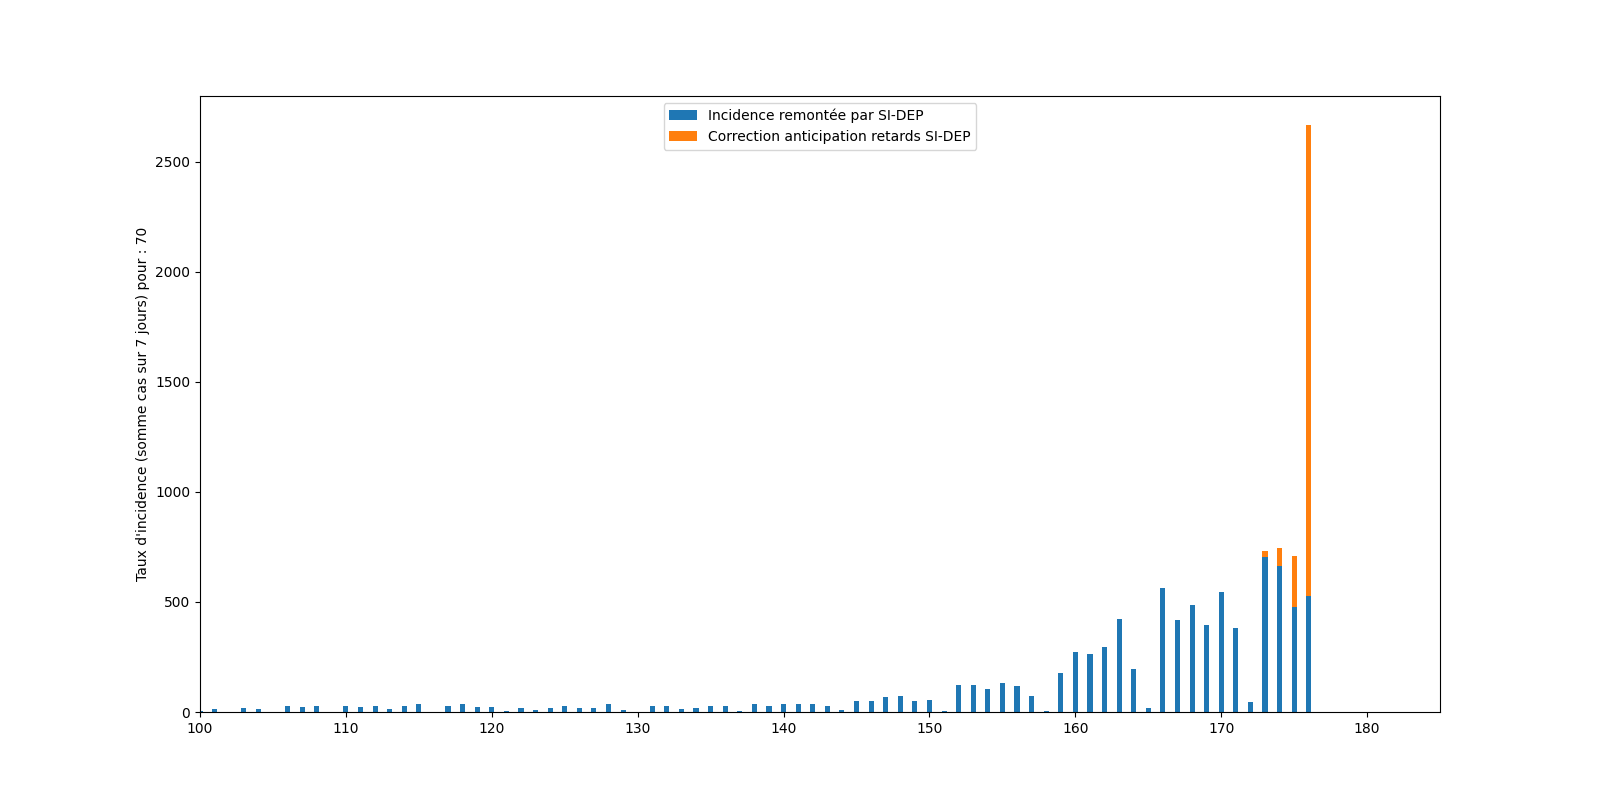 Incidence remontée par SI-DEP
Correction anticipation retards SI-DEP
Taux d'incidence (somme cas sur 7 jours) pour : 70
2500
2000
1500
1000
500
0
100 110 120 130 140 150 160 170 180